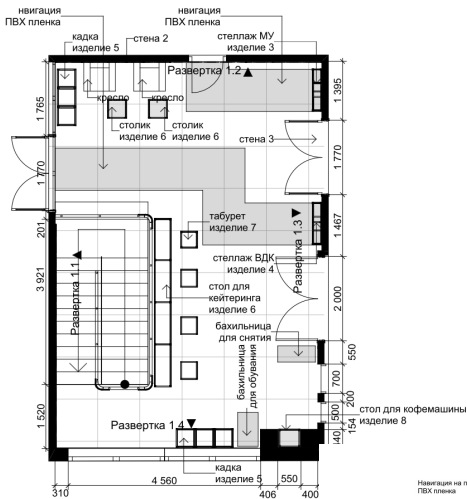 нвигация
ПВХ пленка
нвигация
ПВХ пленка
кадка
изделие 5
стена 2
стеллаж МУ
изделие 3
Развертка 1.2
кресло
кресло
столик
изделие 6
столик
изделие 6
стена 3
1 395
1 765
1 770
1 770
201
табурет
изделие 7
1 467
Развертка 1.3
Развертка 1.1
стеллаж ВДК
изделие 4
3 921
стол для
кейтеринга
изделие 6
2 000
бахильница
для снятия
550
700
бахильница
для обувания
200
500
стол для кофемашины
изделие 8
1 520
Развертка 1.4
154
40
кадка
изделие 5
310
4 560
406
550
400
Навигация на п
ПВХ пленка